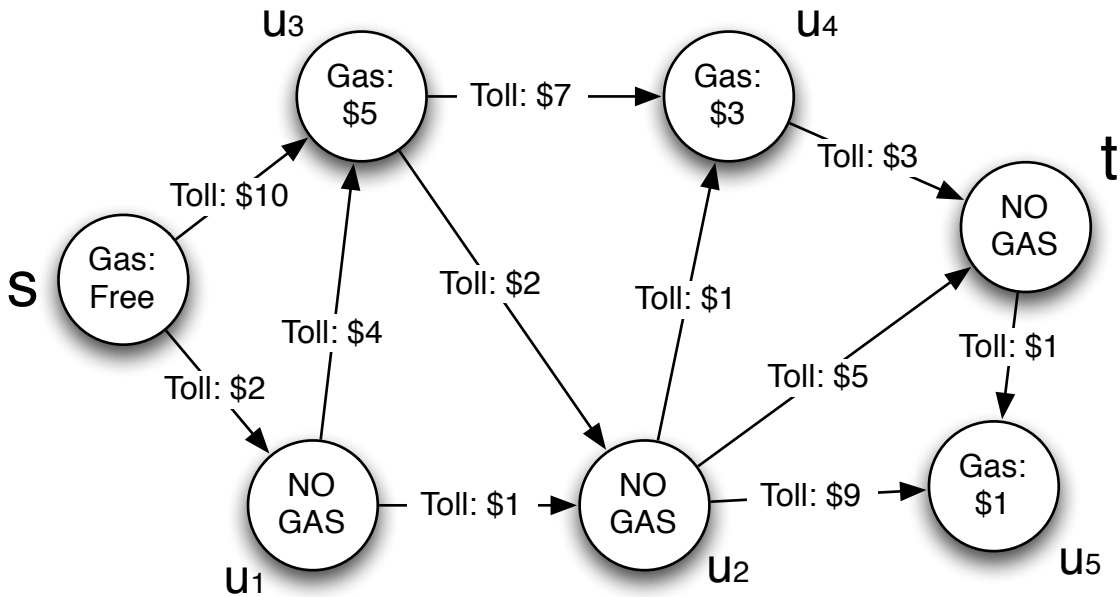 u3
u4
Gas:
$5
Toll: $7
Gas:
$3
Toll: $3
t
Toll: $10
NO
GAS
s
Gas:
Free
Toll: $2
Toll: $1
Toll: $4
Toll: $1
Toll: $2
Toll: $5
NO
GAS
Toll: $1
NO
GAS
Toll: $9
Gas:
$1
u1
u2
u5